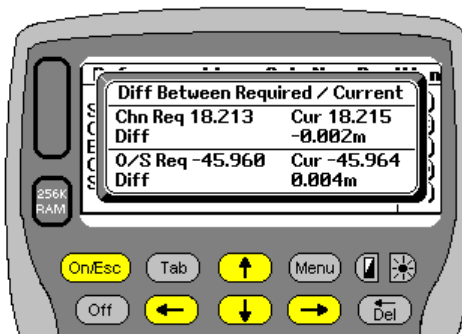 Diff Between Required / Current
Chn Req 18.213 Cur 18.215
Diff -0.002m
O/S Req -45.960 Cur -45.964
Diff 0.004m
256K
RAM
On/Esc Tab Menu
Off Del